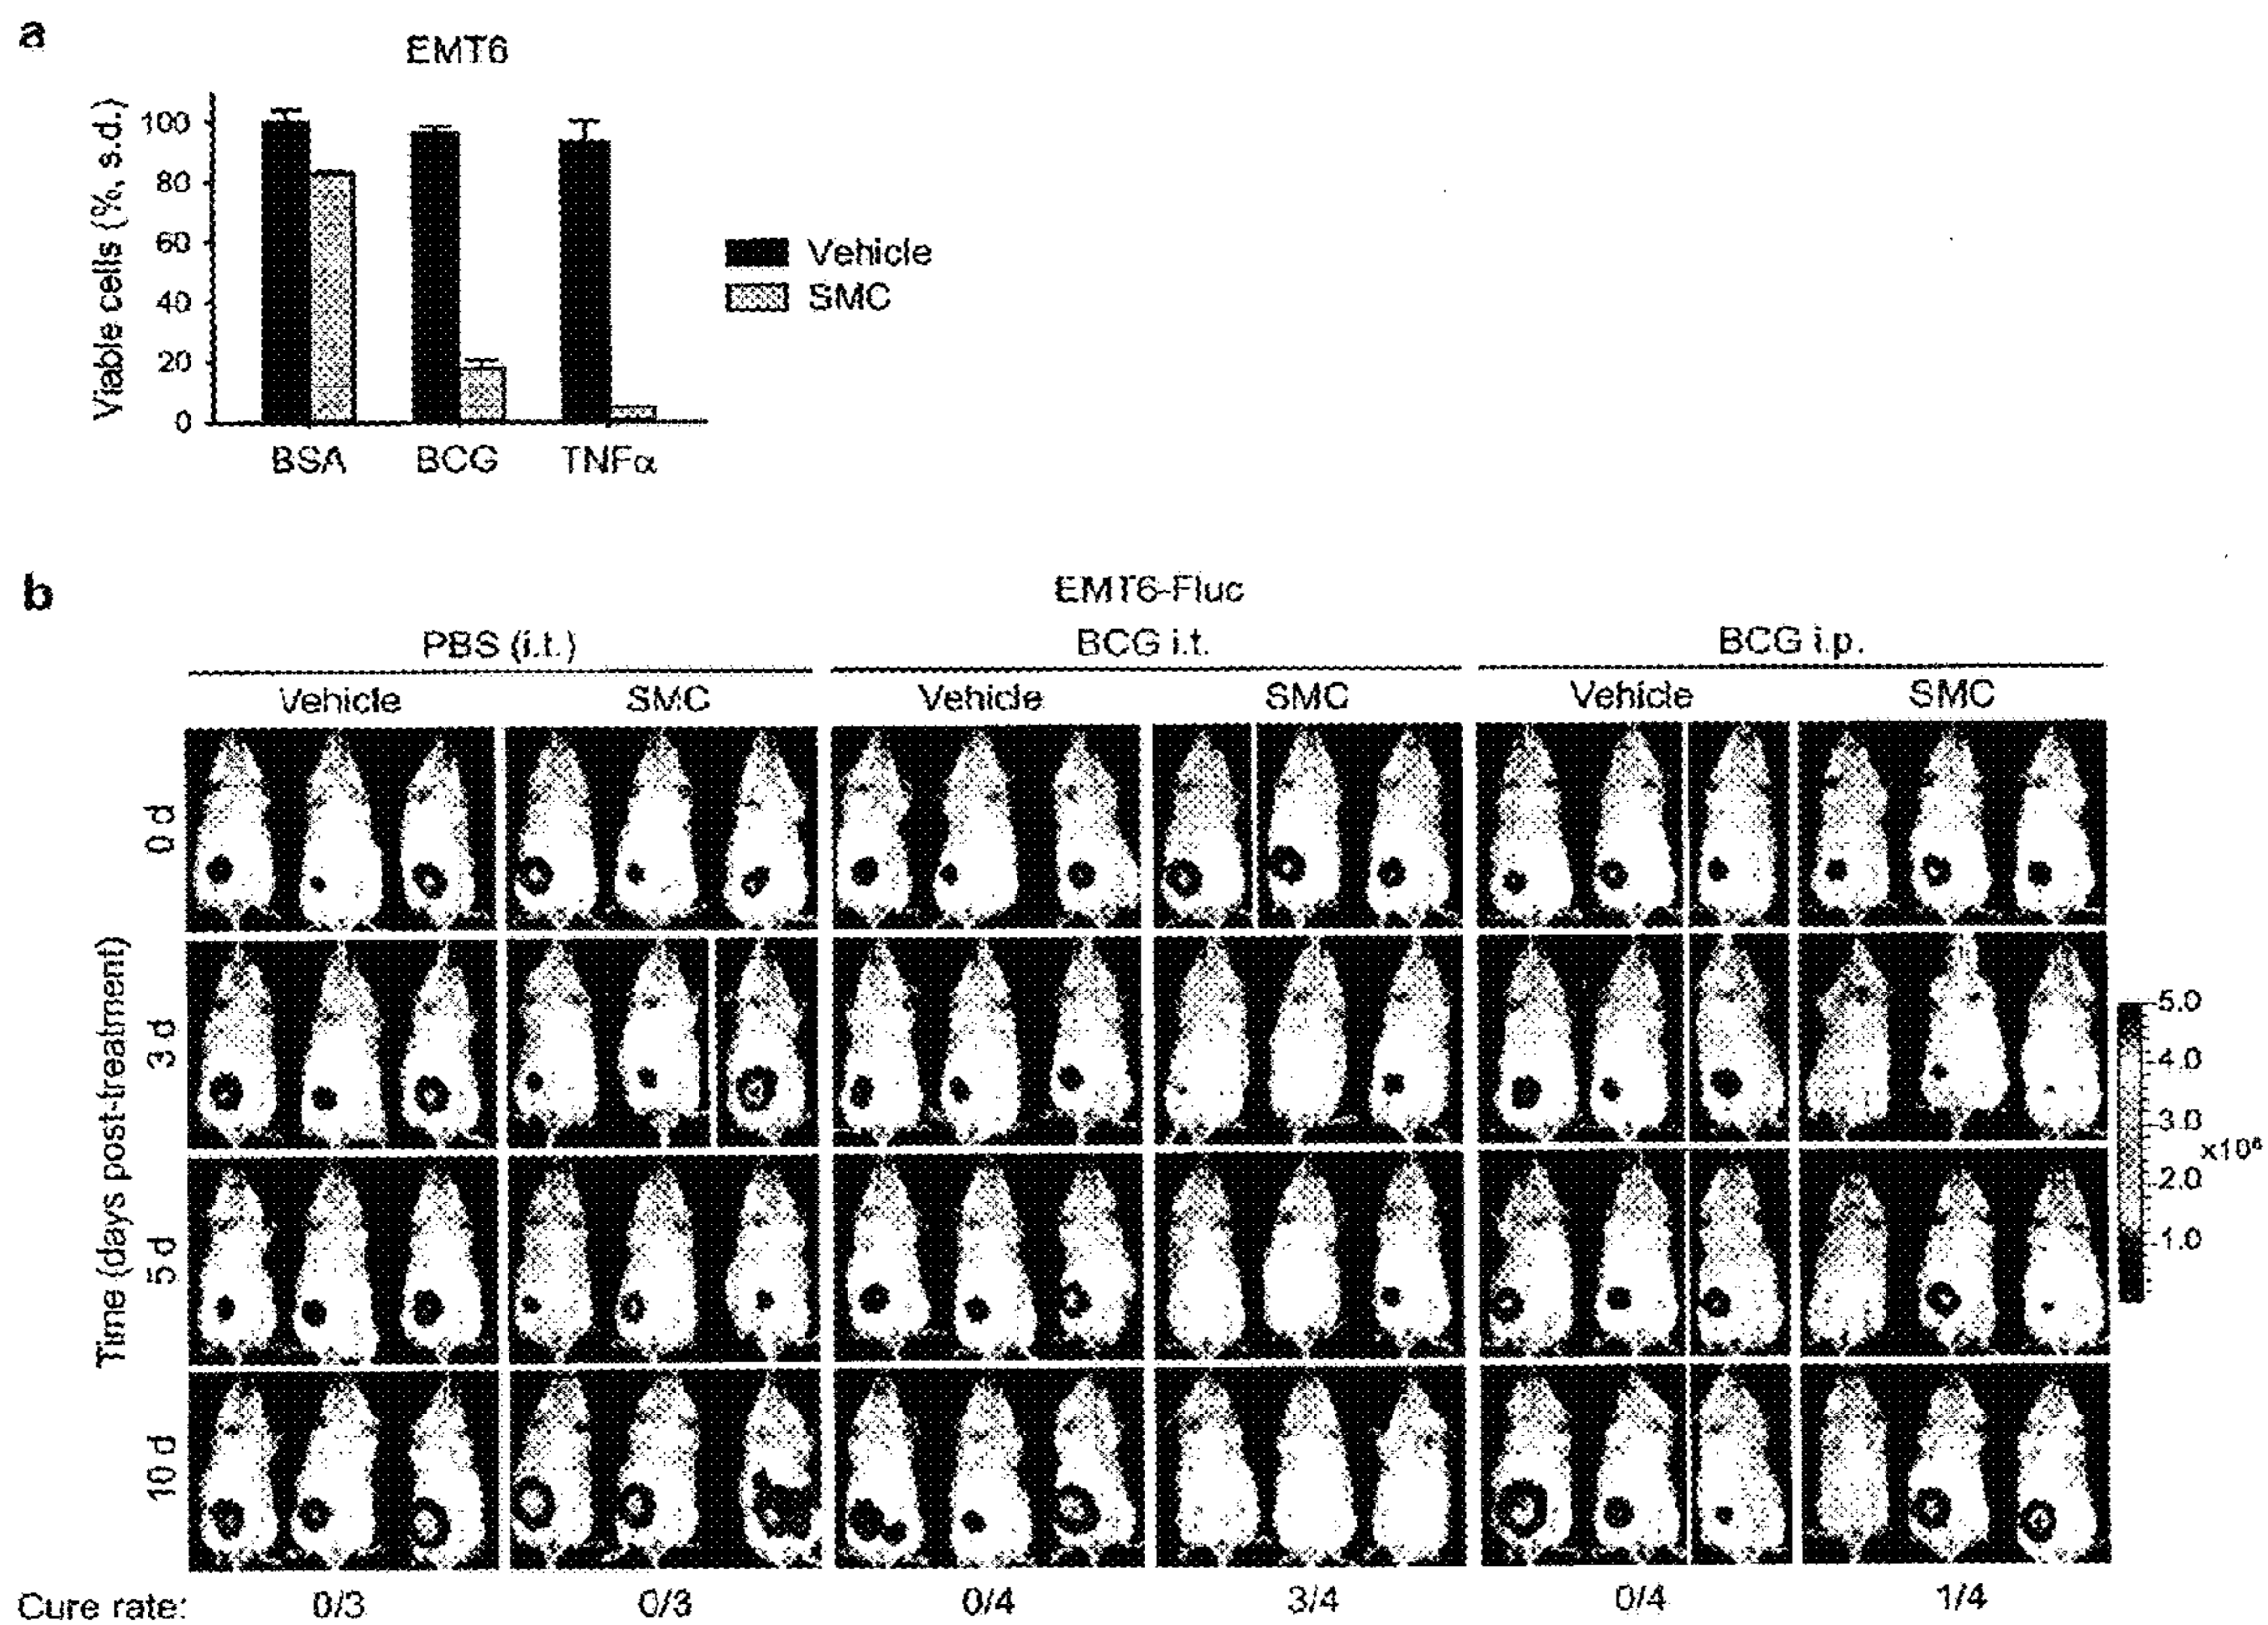 a
EMT6
Viable cells (%, s.d.)
100
80
60
40
20
0
BSA BCG TNFα
Vehicle
SMC
b
EMT6-Fluc
PBS (i.t.) BCG i.t. BCG i.p.
Vehicle SMC Vehicle SMC Vehicle SMC
Time (days post-treatment)
0 d
3 d
5 d
10 d
5.0
4.0
3.0
2.0
1.0
x10⁶
Cure rate: 0/3 0/3 0/4 3/4 0/4 1/4